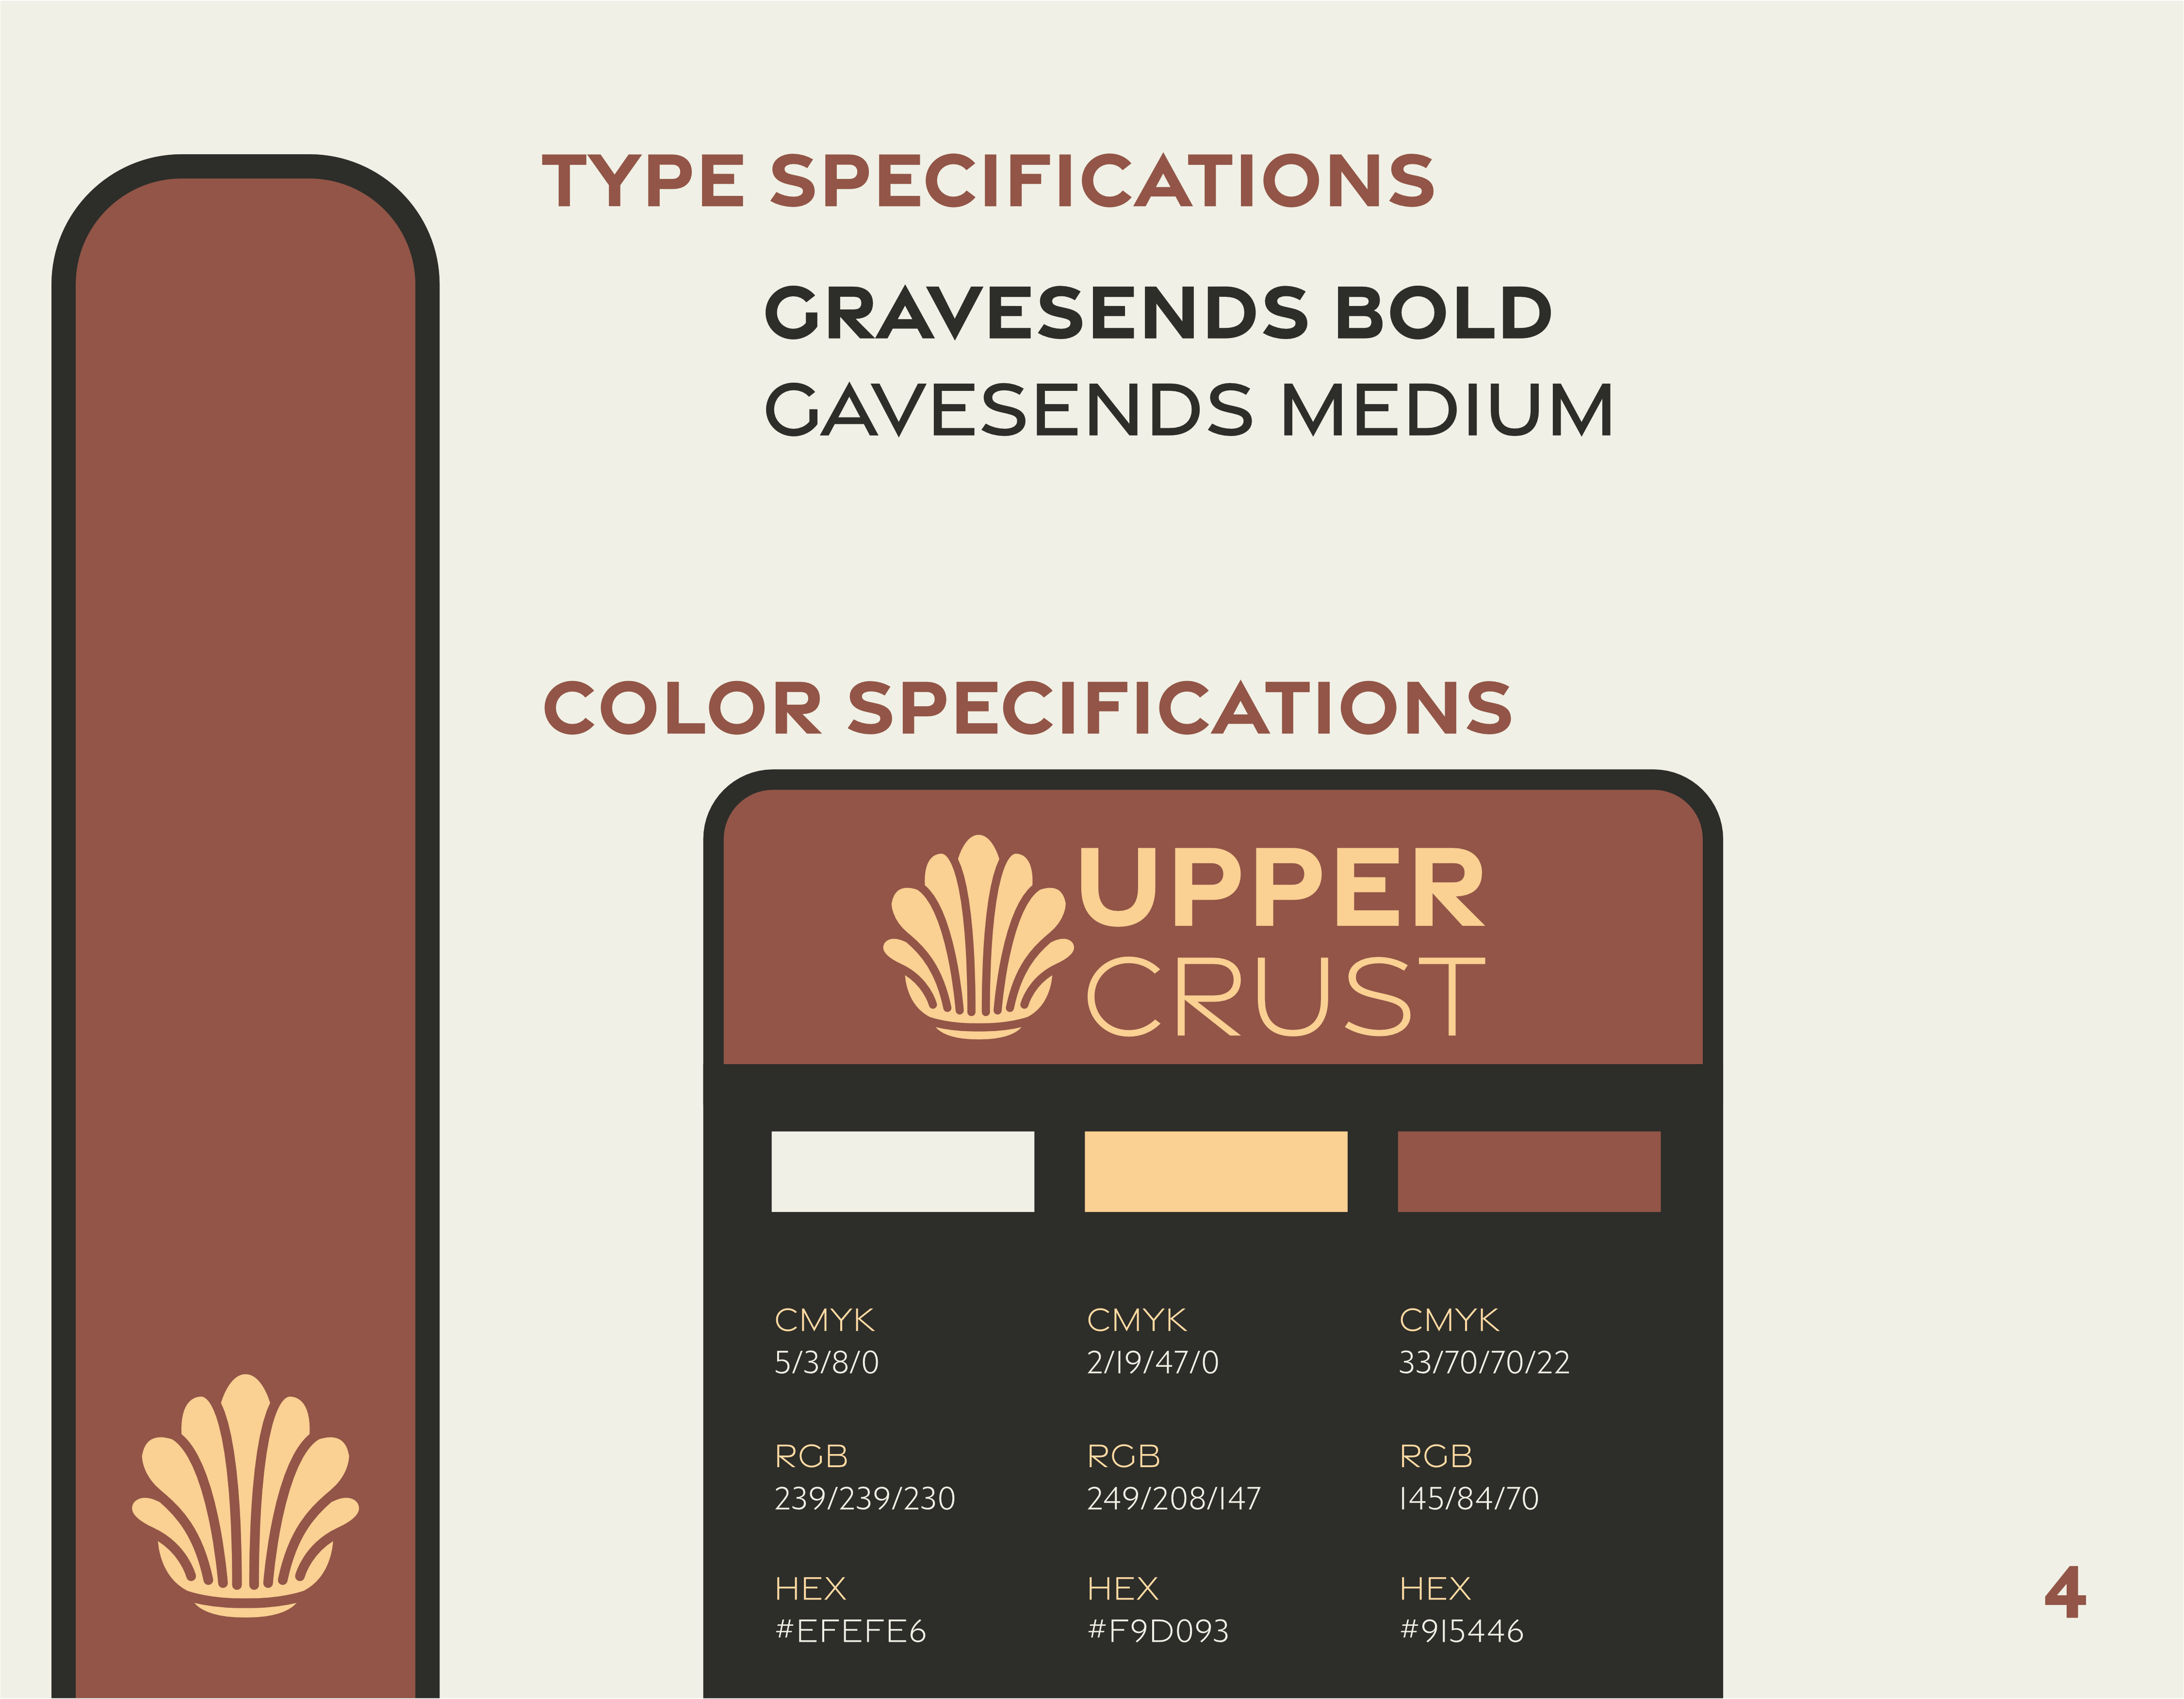 TYPE SPECIFICATIONS
GRAVESENDS BOLD
GAVESENDS MEDIUM
COLOR SPECIFICATIONS
UPPER
CRUST
CMYK
5/3/8/0
CMYK
2/19/47/0
CMYK
33/70/70/22
RGB
239/239/230
RGB
249/208/147
RGB
145/84/70
HEX
#EFEFE6
HEX
#F9D093
HEX
#915446
4